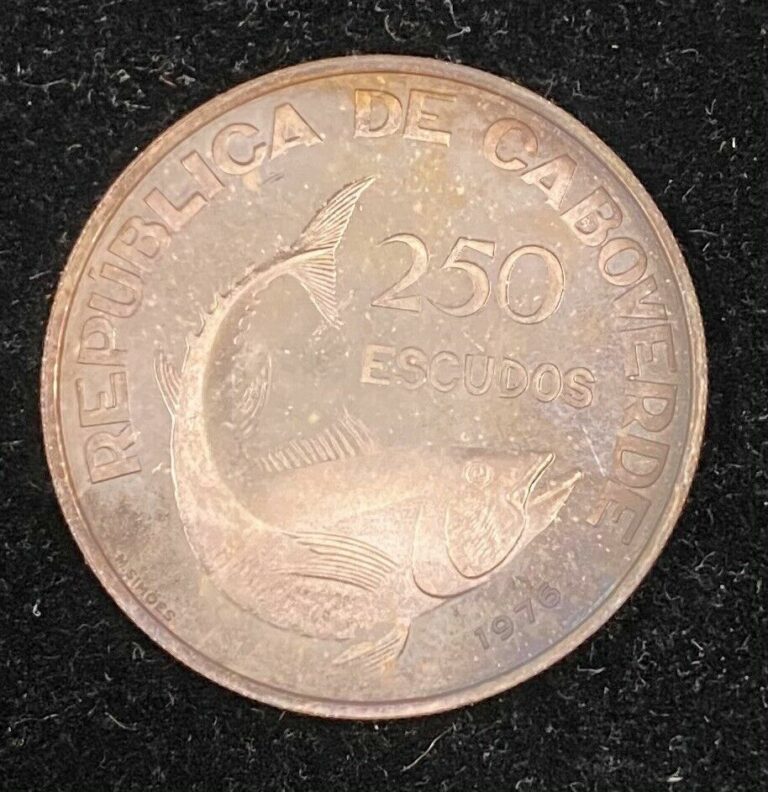 REPÚBLICA DE CABOVERDE
250
ESCUDOS
M.SIMÕES
1976